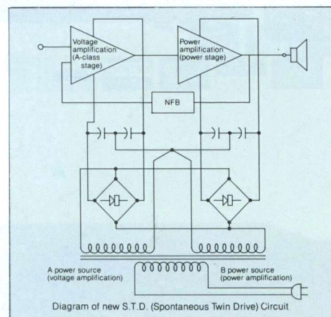 Voltage
amplification
(A-class
stage)
Power
amplification
(power stage)
NFB
A power source
(voltage amplification)
B power source
(power amplification)
Diagram of new S.T.D. (Spontaneous Twin Drive) Circuit